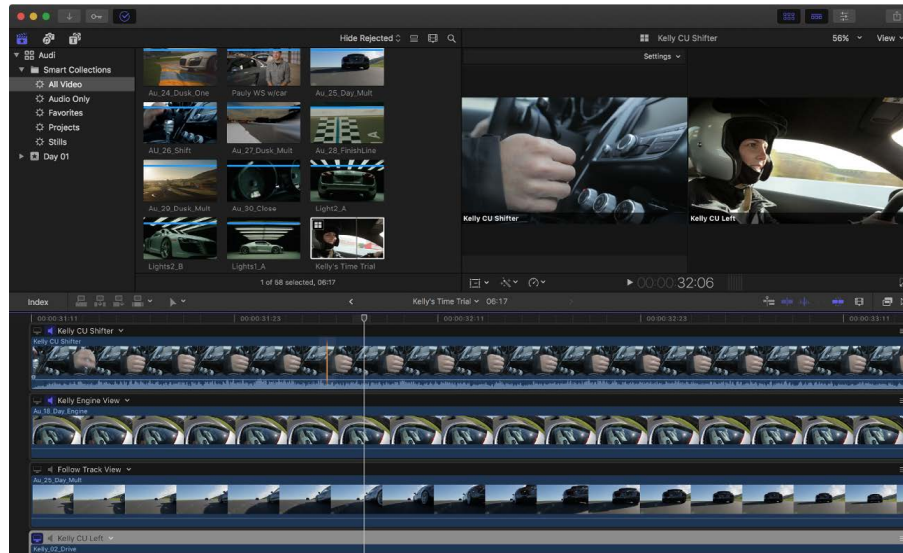 Hide Rejected
Kelly CU Shifter
56%
View
Audi
Smart Collections
All Video
Audio Only
Favorites
Projects
Stills
Day 01
Settings
Au_24_Dusk_One
Pauly WS w/car
Au_25_Day_Mult
AU_26_Shift
Au_27_Dusk_Mult
Au_28_FinishLine
Au_29_Dusk_Mult
Au_30_Close
Light2_A
Lights2_B
Lights1_A
Kelly's Time Trial
Kelly CU Shifter
Kelly CU Left
1 of 58 selected, 06:17
00:00:32:06
Index
Kelly's Time Trial
06:17
00:00:31:11
00:00:31:23
00:00:32:11
00:00:32:23
00:00:33:11
Kelly CU Shifter
Kelly CU Shifter
Kelly Engine View
Au_18_Day_Engine
Follow Track View
Au_25_Day_Mult
Kelly CU Left
Kelly_02_Drive